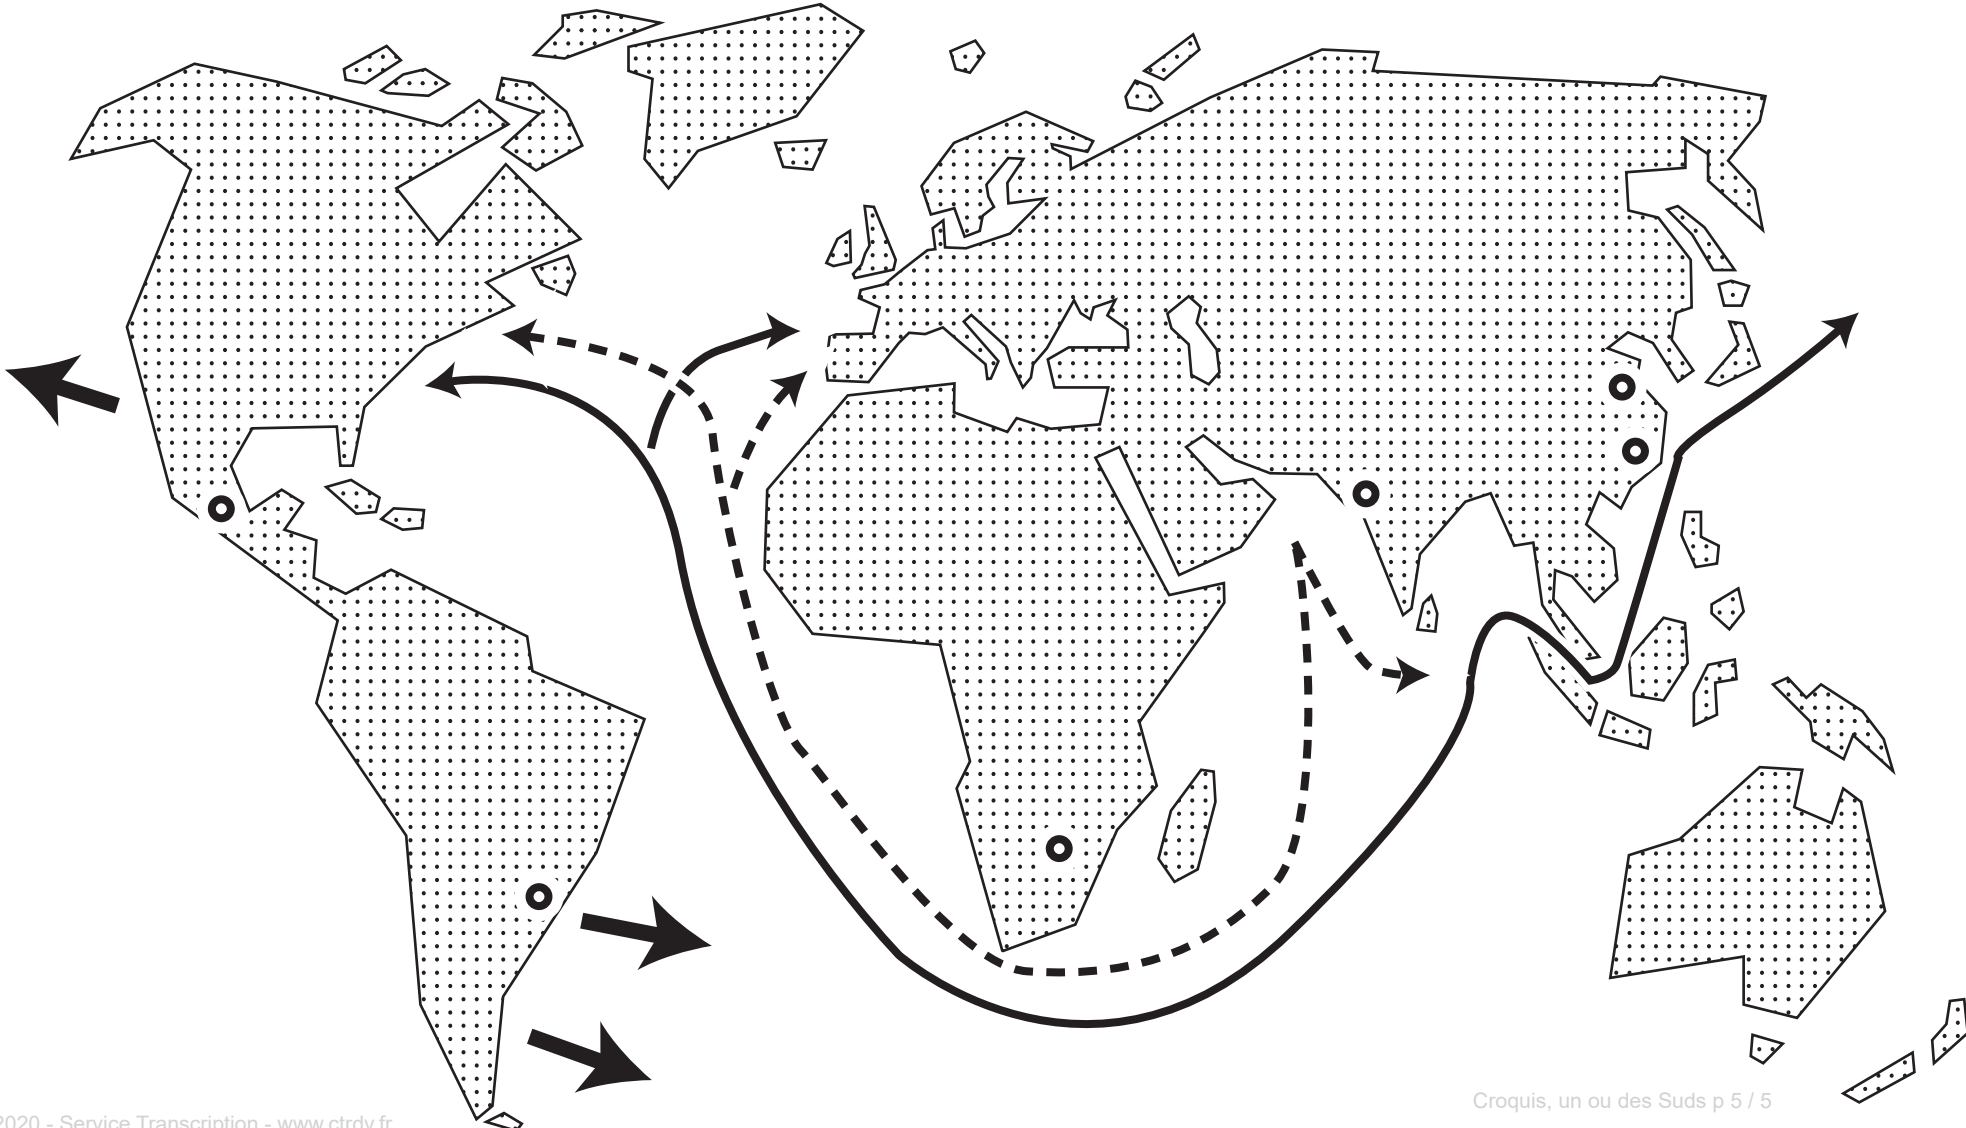 Croquis, un ou des Suds p 5 / 5
2020 - Service Transcription - www.ctrdv.fr